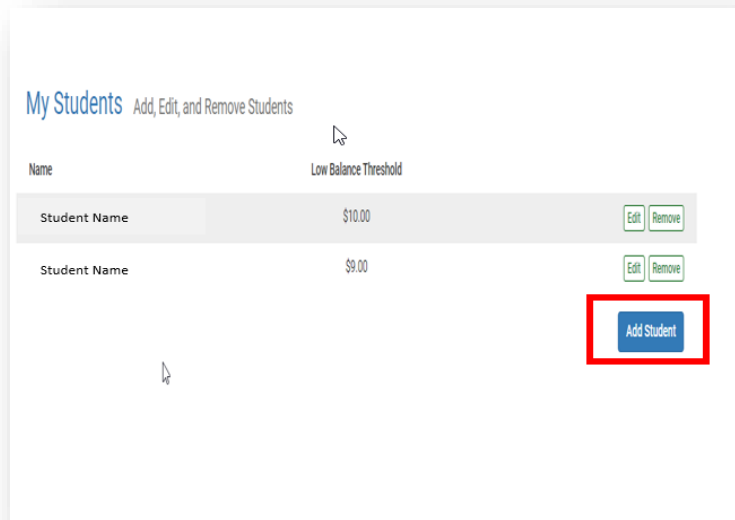 My Students Add, Edit, and Remove Students
Name Low Balance Threshold
Student Name $10.00 Edit Remove
Student Name $9.00 Edit Remove
Add Student